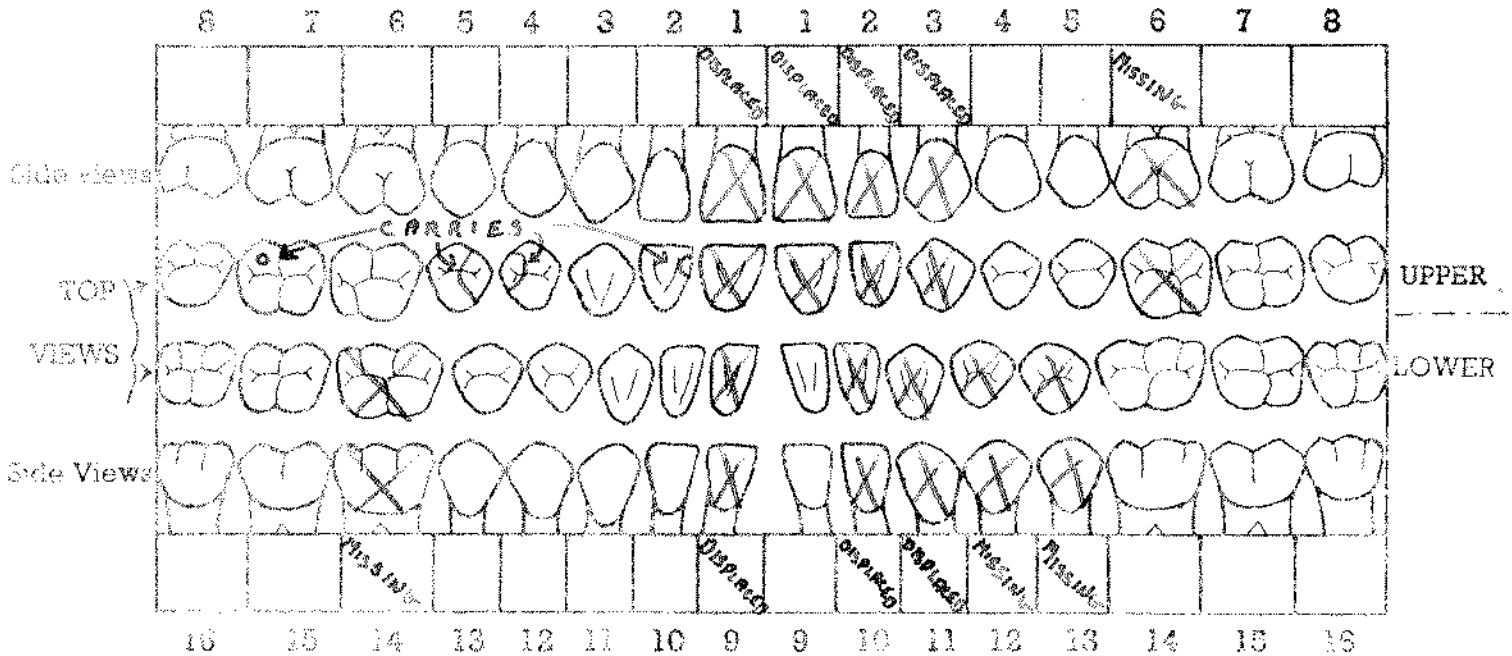 8 7 6 5 4 3 2 1 1 2 3 4 5 6 7 8
DISPLACED DISPLACED DISPLACED DISPLACED MISSING
Side views
CARRIES
TOP UPPER
VIEWS LOWER
Side Views
MISSING DISPLACED DISPLACED DISPLACED MISSING MISSING
16 15 14 13 12 11 10 9 9 10 11 12 13 14 15 16